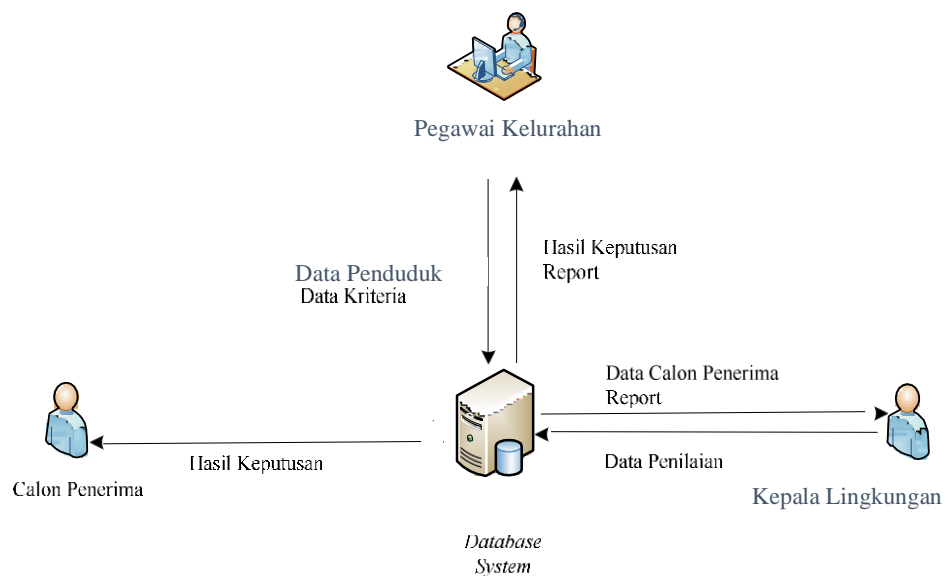 Pegawai Kelurahan
Hasil Keputusan
Report
Data Penduduk
Data Kriteria
Data Calon Penerima
Report
Hasil Keputusan
Data Penilaian
Calon Penerima
Kepala Lingkungan
Database
System